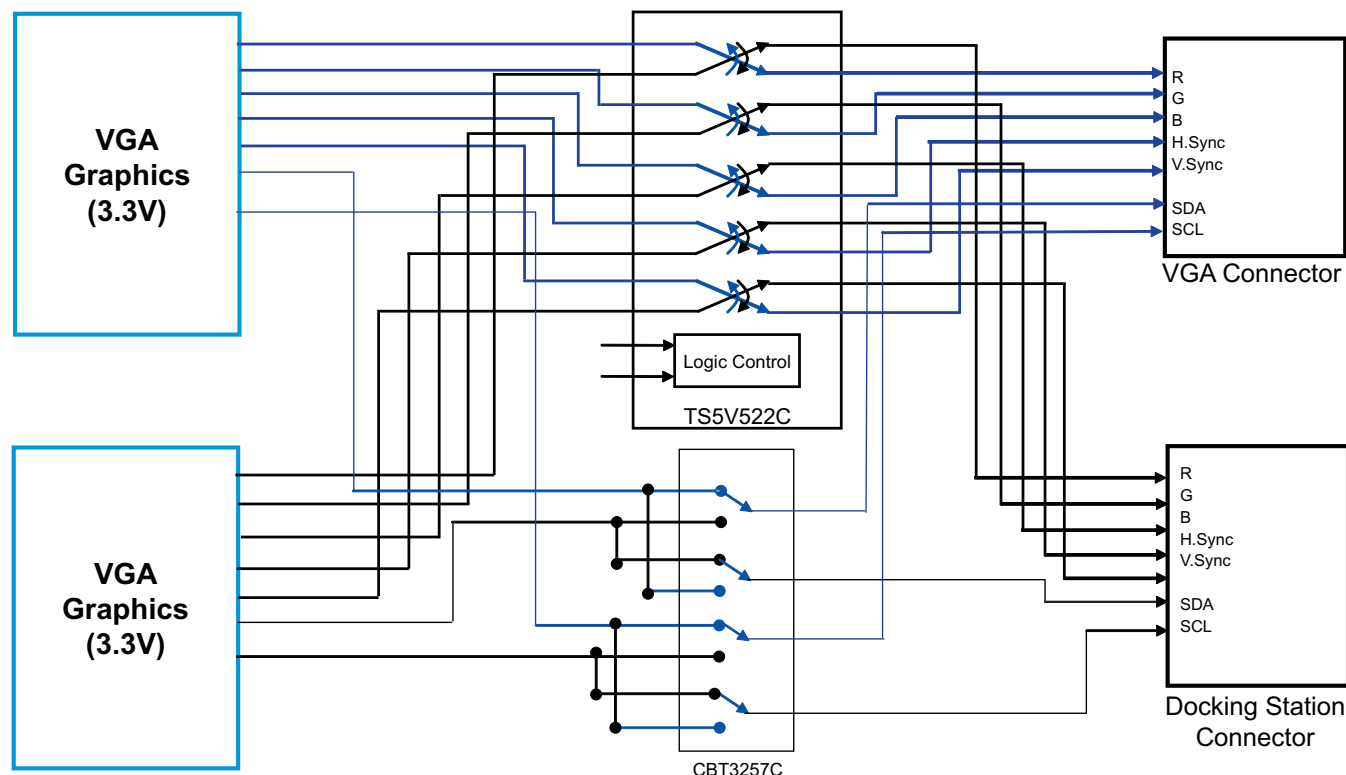 VGA
Graphics
(3.3V)
R
G
B
H.Sync
V.Sync
SDA
SCL
VGA Connector
Logic Control
TS5V522C
VGA
Graphics
(3.3V)
R
G
B
H.Sync
V.Sync
SDA
SCL
Docking Station
Connector
CBT3257C